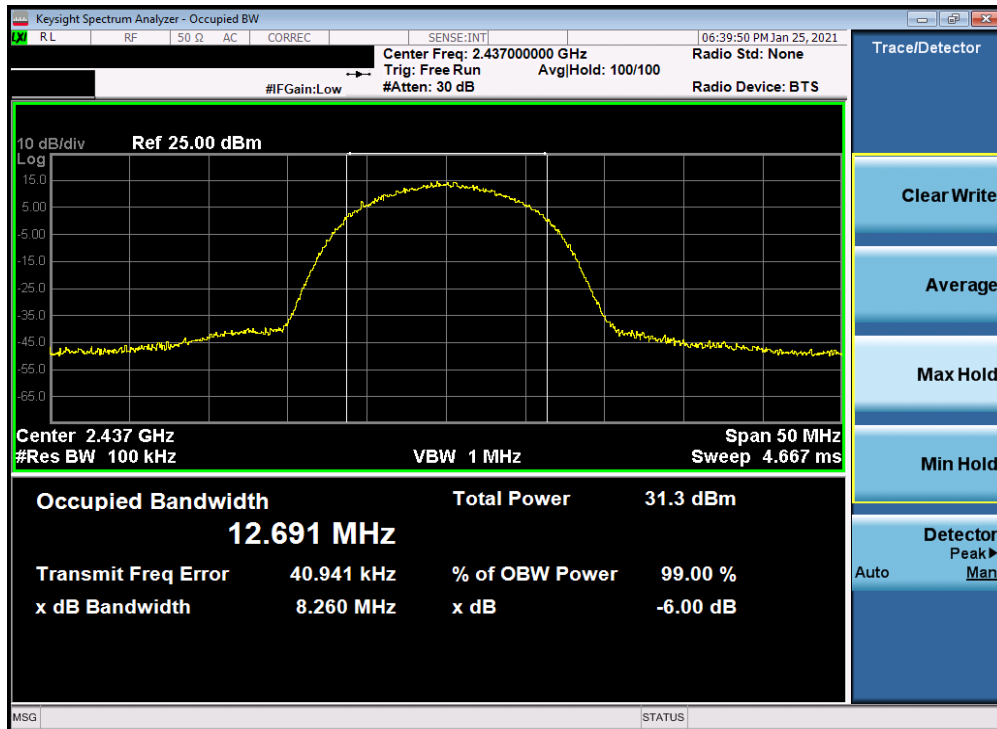 Keysight Spectrum Analyzer - Occupied BW
LXI RL RF 50 Ω AC CORREC SENSE:INT 06:39:50 PM Jan 25, 2021
Center Freq: 2.437000000 GHz Radio Std: None
Trig: Free Run Avg|Hold: 100/100
#IFGain:Low #Atten: 30 dB Radio Device: BTS
Trace/Detector
10 dB/div Ref 25.00 dBm
Log
15.0
5.00
-5.00
-15.0
-25.0
-35.0
-45.0
-55.0
-65.0
Center 2.437 GHz Span 50 MHz
#Res BW 100 kHz VBW 1 MHz Sweep 4.667 ms
Occupied Bandwidth Total Power 31.3 dBm
12.691 MHz
Transmit Freq Error 40.941 kHz % of OBW Power 99.00 %
x dB Bandwidth 8.260 MHz x dB -6.00 dB
Clear Write
Average
Max Hold
Min Hold
Detector
Peak▶
Auto Man
MSG STATUS